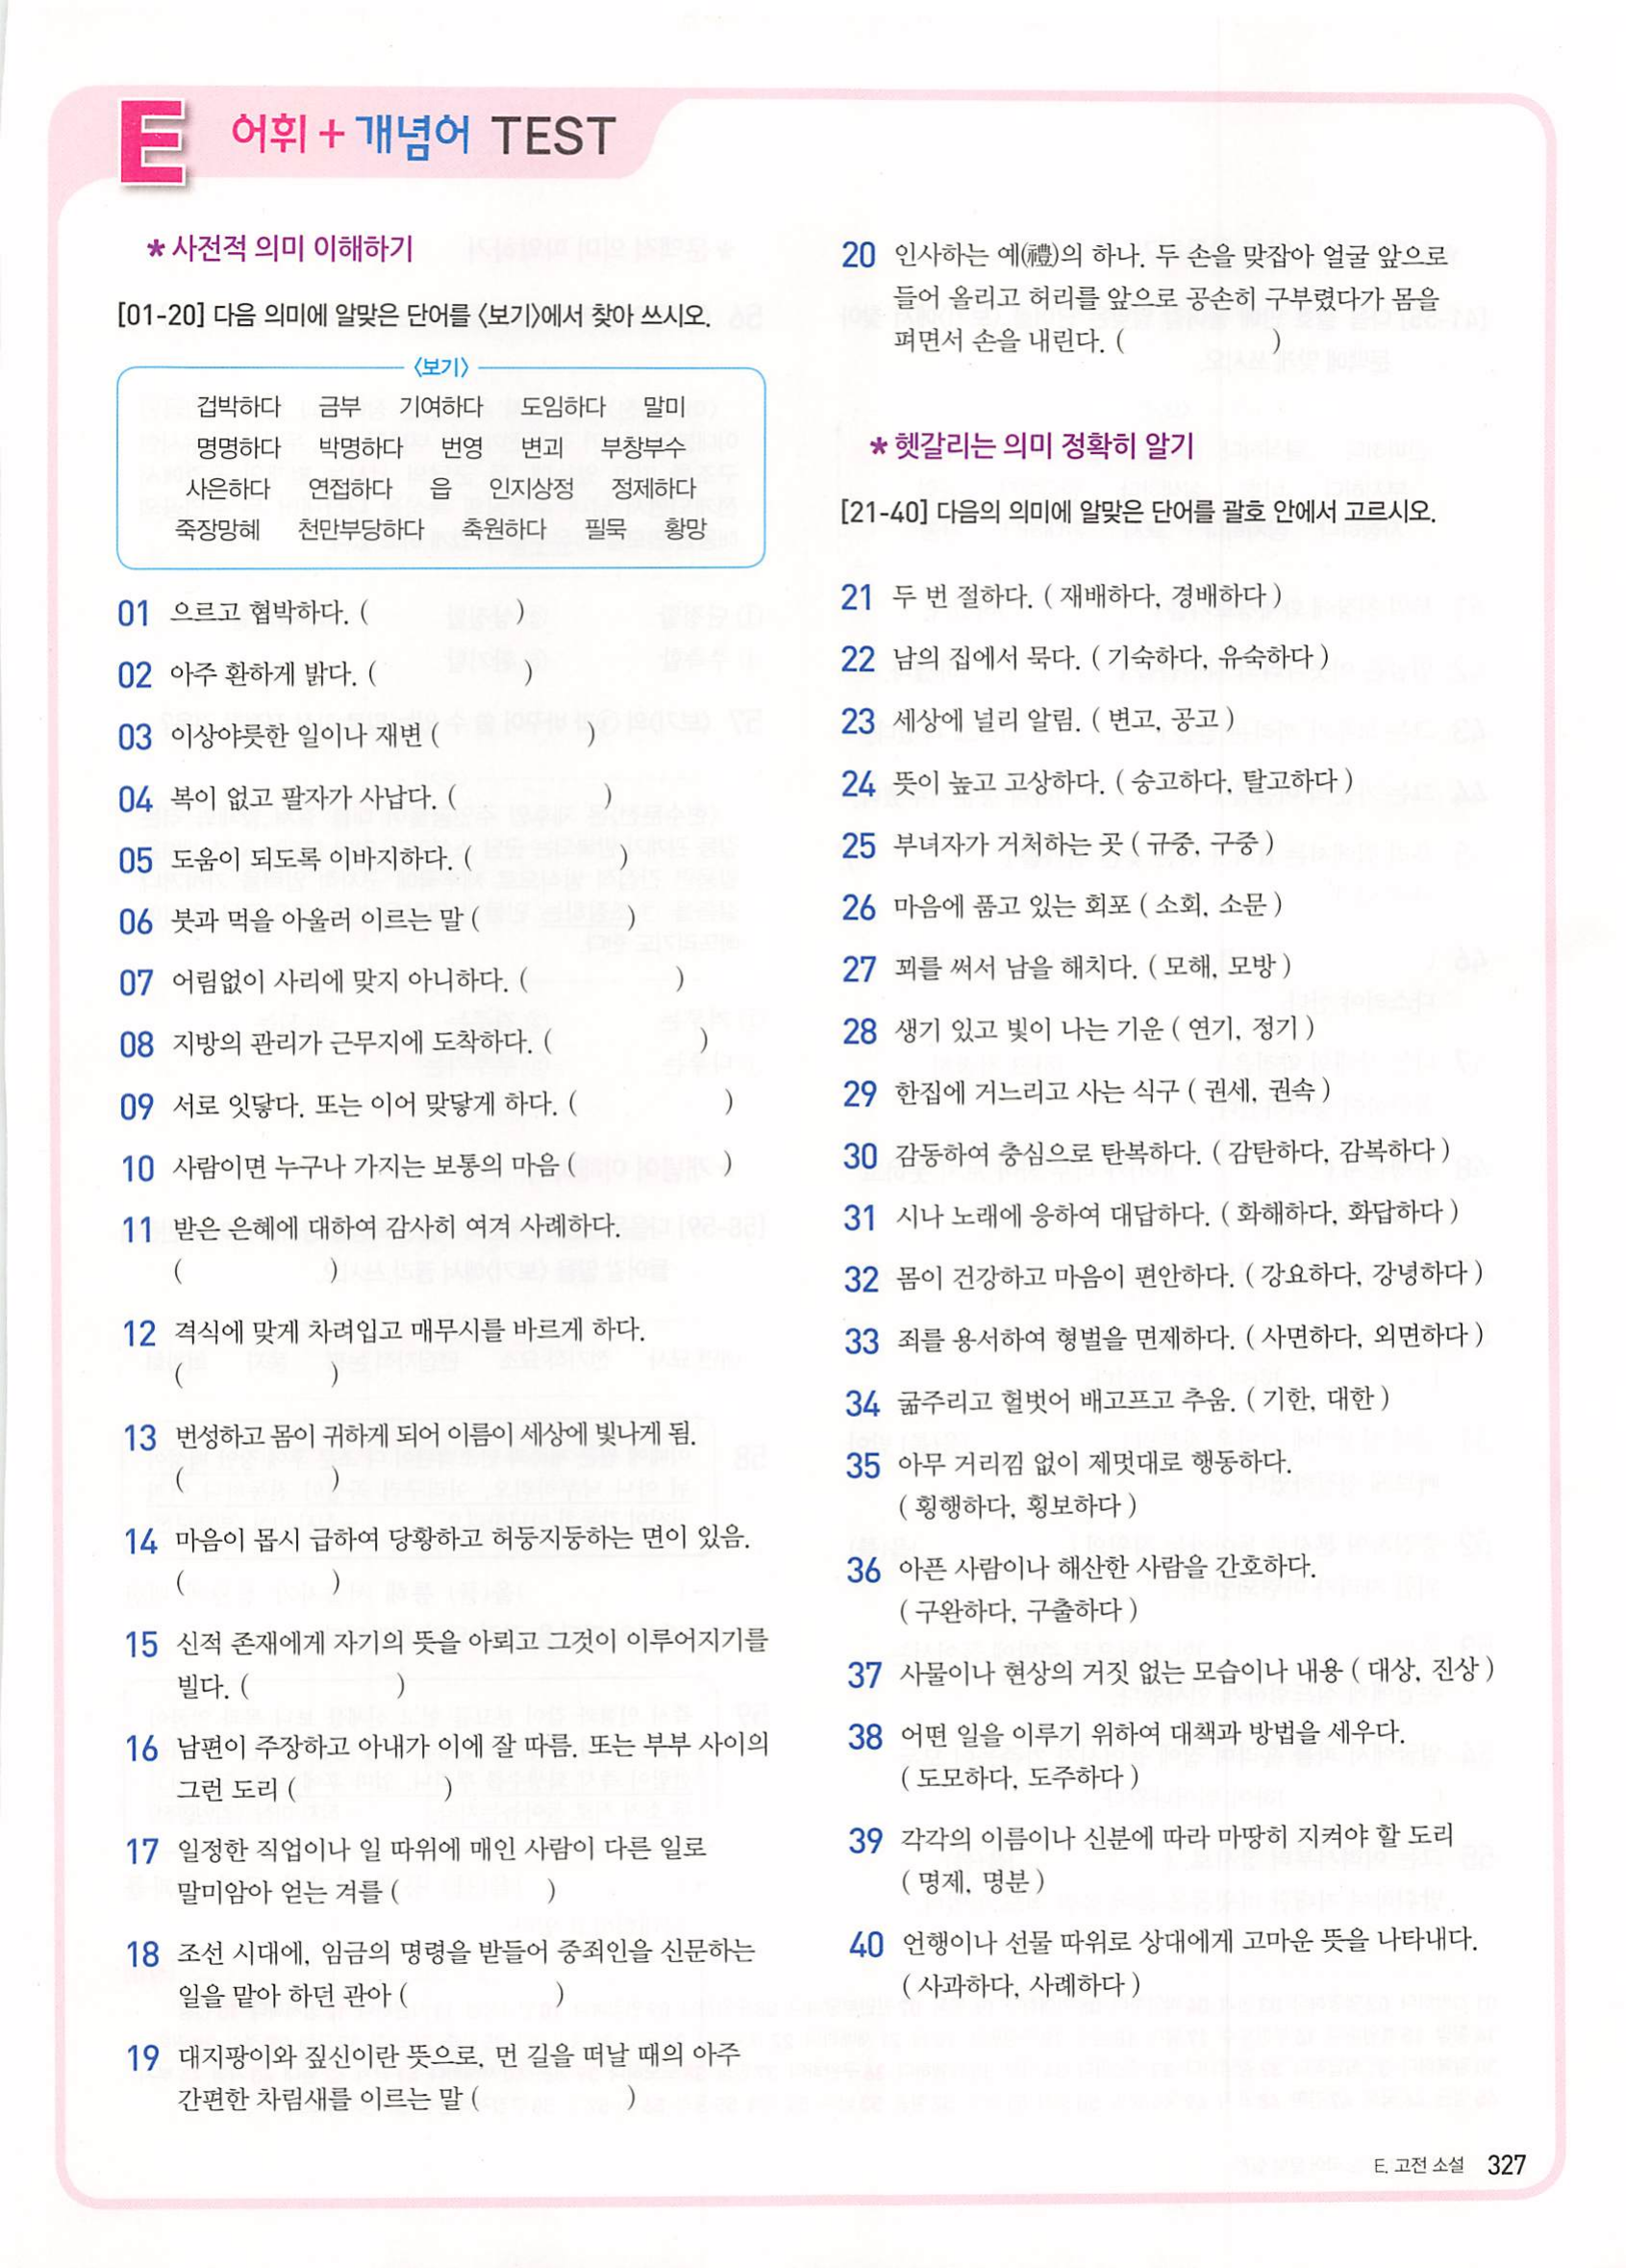 E 어휘 + 개념어 TEST
* 사전적 의미 이해하기
[01-20] 다음 의미에 알맞은 단어를 〈보기〉에서 찾아 쓰시오.
〈보기〉
겁박하다 금부 기여하다 도임하다 말미
명명하다 박명하다 번영 변괴 부창부수
사은하다 연접하다 읍 인지상정 정제하다
죽장망혜 천만부당하다 축원하다 필묵 황망
01 으르고 협박하다. ( )
02 아주 환하게 밝다. ( )
03 이상야릇한 일이나 재변 ( )
04 복이 없고 팔자가 사납다. ( )
05 도움이 되도록 이바지하다. ( )
06 붓과 먹을 아울러 이르는 말 ( )
07 어림없이 사리에 맞지 아니하다. ( )
08 지방의 관리가 근무지에 도착하다. ( )
09 서로 잇닿다. 또는 이어 맞닿게 하다. ( )
10 사람이면 누구나 가지는 보통의 마음 ( )
11 받은 은혜에 대하여 감사히 여겨 사례하다.
( )
12 격식에 맞게 차려입고 매무시를 바르게 하다.
( )
13 번성하고 몸이 귀하게 되어 이름이 세상에 빛나게 됨.
( )
14 마음이 몹시 급하여 당황하고 허둥지둥하는 면이 있음.
( )
15 신적 존재에게 자기의 뜻을 아뢰고 그것이 이루어지기를
빌다. ( )
16 남편이 주장하고 아내가 이에 잘 따름. 또는 부부 사이의
그런 도리 ( )
17 일정한 직업이나 일 따위에 매인 사람이 다른 일로
말미암아 얻는 겨를 ( )
18 조선 시대에, 임금의 명령을 받들어 중죄인을 신문하는
일을 맡아 하던 관아 ( )
19 대지팡이와 짚신이란 뜻으로, 먼 길을 떠날 때의 아주
간편한 차림새를 이르는 말 ( )
20 인사하는 예(禮)의 하나. 두 손을 맞잡아 얼굴 앞으로
들어 올리고 허리를 앞으로 공손히 구부렸다가 몸을
펴면서 손을 내린다. ( )
* 헷갈리는 의미 정확히 알기
[21-40] 다음의 의미에 알맞은 단어를 괄호 안에서 고르시오.
21 두 번 절하다. ( 재배하다, 경배하다 )
22 남의 집에서 묵다. ( 기숙하다, 유숙하다 )
23 세상에 널리 알림. ( 변고, 공고 )
24 뜻이 높고 고상하다. ( 숭고하다, 탈고하다 )
25 부녀자가 거처하는 곳 ( 규중, 구중 )
26 마음에 품고 있는 회포 ( 소회, 소문 )
27 꾀를 써서 남을 해치다. ( 모해, 모방 )
28 생기 있고 빛이 나는 기운 ( 연기, 정기 )
29 한집에 거느리고 사는 식구 ( 권세, 권속 )
30 감동하여 충심으로 탄복하다. ( 감탄하다, 감복하다 )
31 시나 노래에 응하여 대답하다. ( 화해하다, 화답하다 )
32 몸이 건강하고 마음이 편안하다. ( 강요하다, 강녕하다 )
33 죄를 용서하여 형벌을 면제하다. ( 사면하다, 외면하다 )
34 굶주리고 헐벗어 배고프고 추움. ( 기한, 대한 )
35 아무 거리낌 없이 제멋대로 행동하다.
( 횡행하다, 횡보하다 )
36 아픈 사람이나 해산한 사람을 간호하다.
( 구완하다, 구출하다 )
37 사물이나 현상의 거짓 없는 모습이나 내용 ( 대상, 진상 )
38 어떤 일을 이루기 위하여 대책과 방법을 세우다.
( 도모하다, 도주하다 )
39 각각의 이름이나 신분에 따라 마땅히 지켜야 할 도리
( 명제, 명분 )
40 언행이나 선물 따위로 상대에게 고마운 뜻을 나타내다.
( 사과하다, 사례하다 )
E. 고전 소설 327